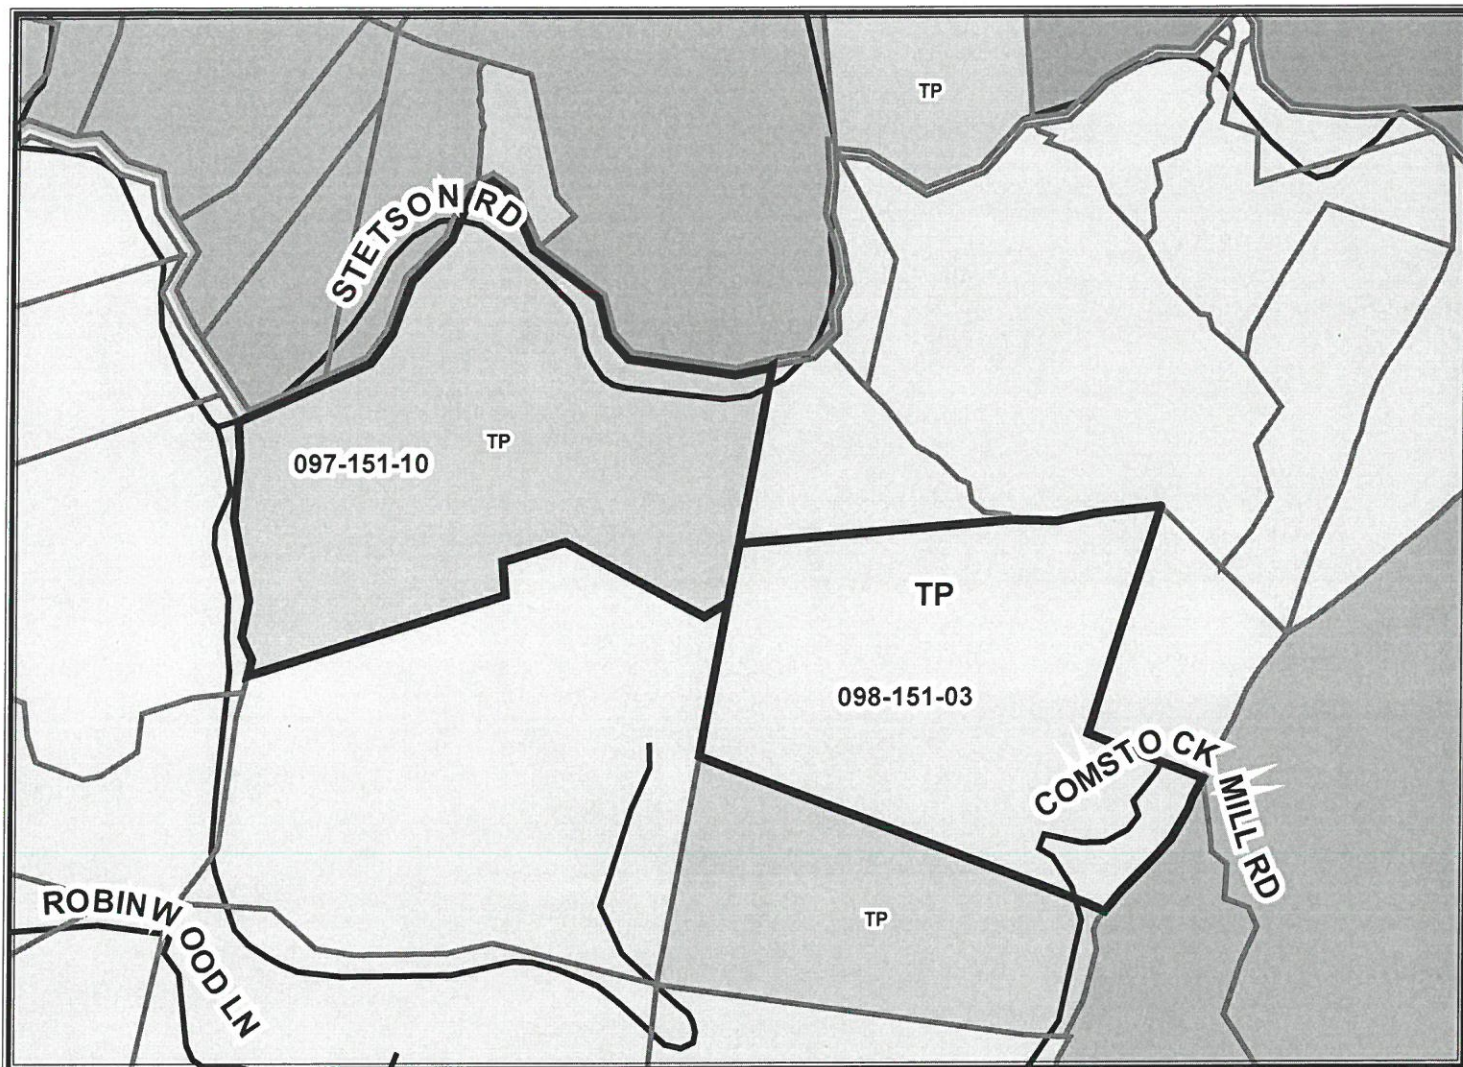 TP
STETSON RD
TP
097-151-10
TP
098-151-03
COMSTOCK MILL RD
ROBINWOOD LN
TP